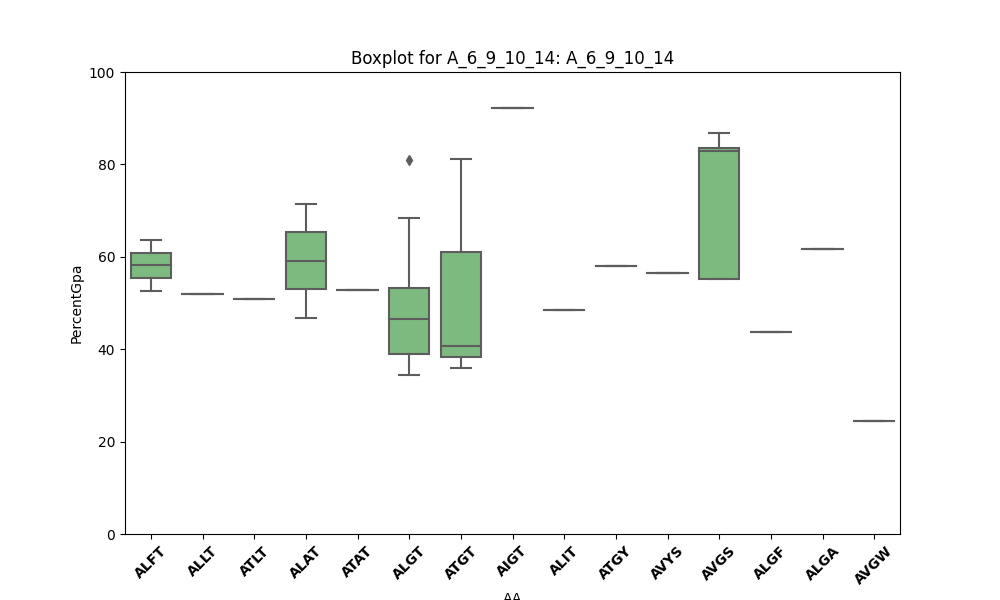 Boxplot for A_6_9_10_14: A_6_9_10_14
100
80
60
40
20
0
PercentGpa
ALFT
ALLT
ATLT
ALAT
ATAT
ALGT
ATGT
AIGT
ALIT
ATGY
AVYS
AVGS
ALGF
ALGA
AVGW
AA